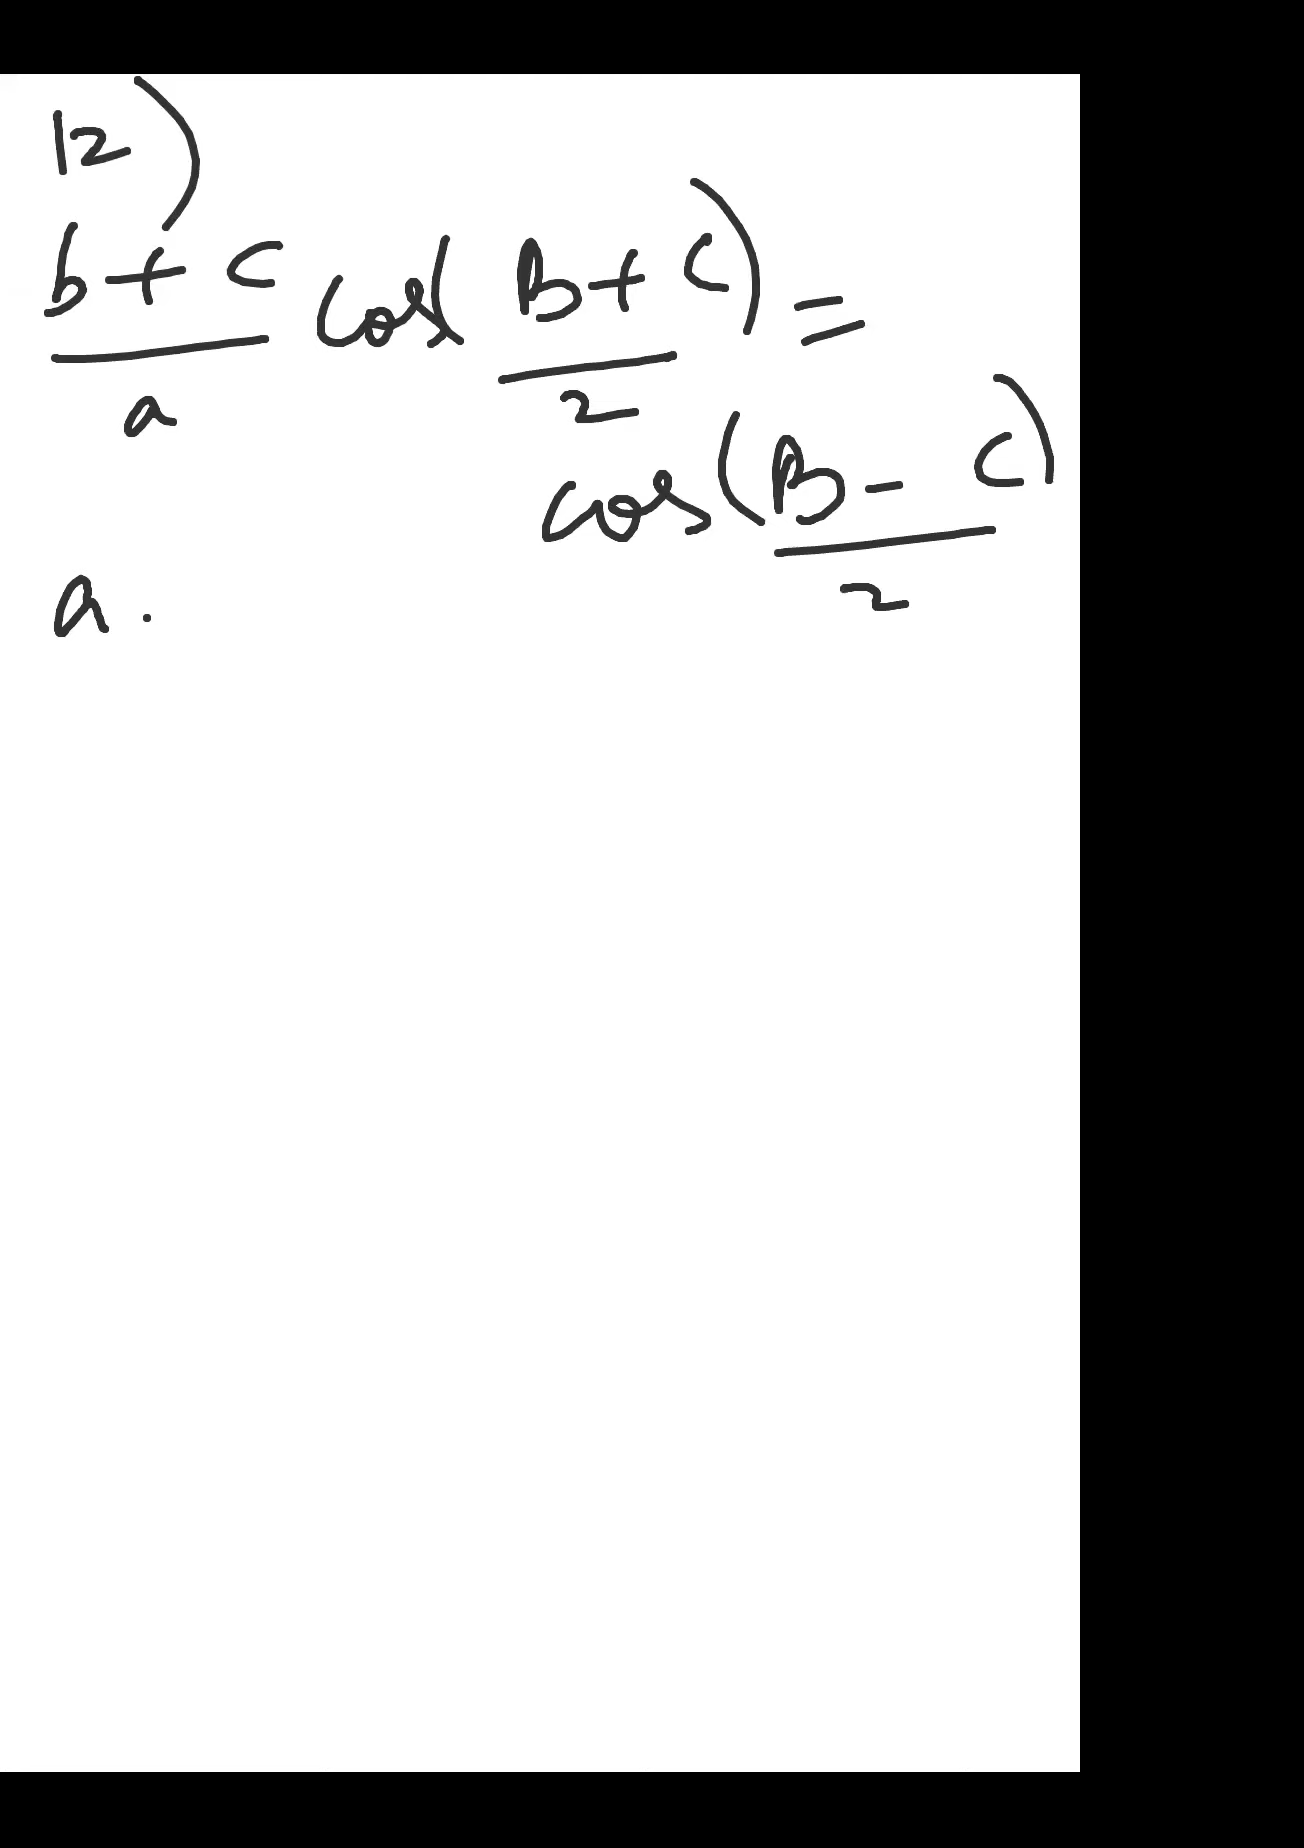 12)
b+c/a cos(B+C/2) =
cos(B-C/2)
a.